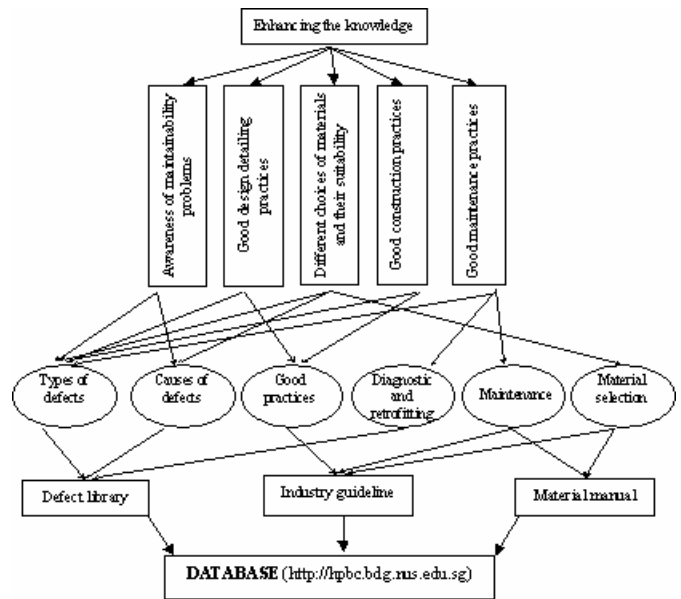 Enhancing the knowledge
Awareness of maintainability
problems
Good design detailing
practices
Different choices of materials
and their suitability
Good construction practices
Good maintenance practices
Types of
defects
Causes of
defects
Good
practices
Diagnostic
and
retrofitting
Maintenance
Material
selection
Defect library
Industry guideline
Material manual
DATABASE (http://hpbc.bdg.nus.edu.sg)